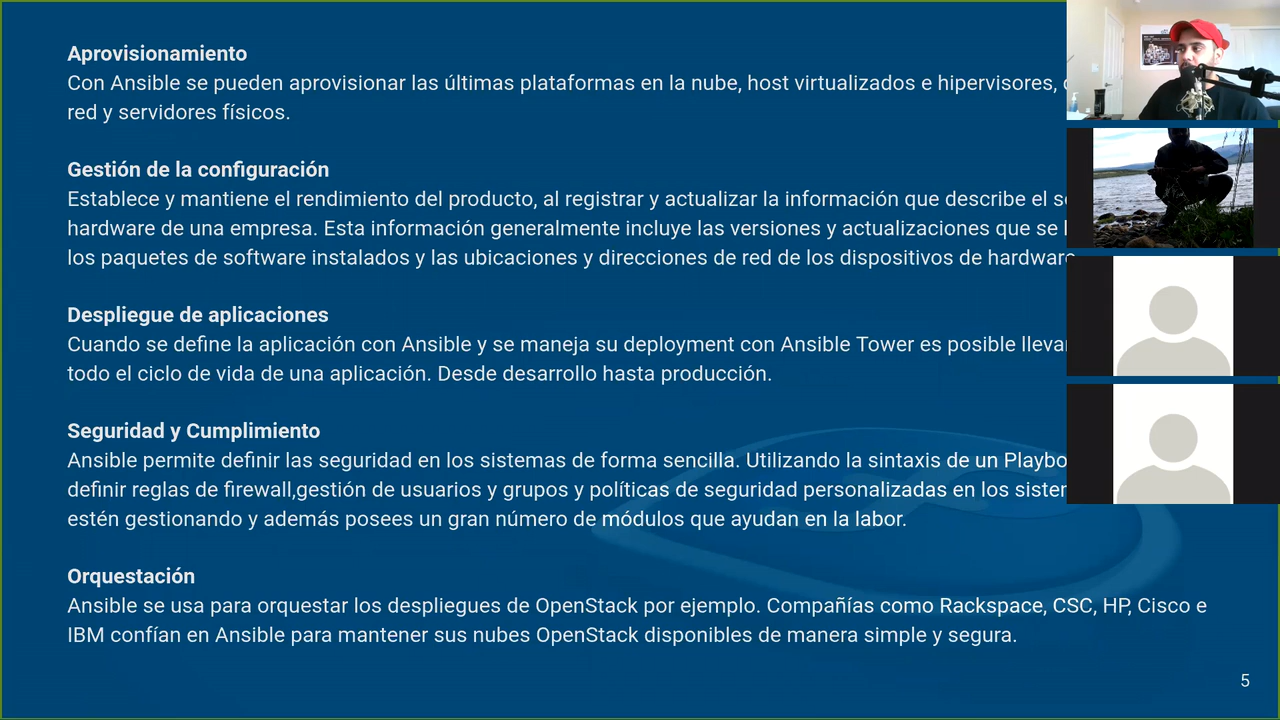 Aprovisionamiento
Con Ansible se pueden aprovisionar las últimas plataformas en la nube, host virtualizados e hipervisores,
red y servidores físicos.
Gestión de la configuración
Establece y mantiene el rendimiento del producto, al registrar y actualizar la información que describe el
hardware de una empresa. Esta información generalmente incluye las versiones y actualizaciones que se
los paquetes de software instalados y las ubicaciones y direcciones de red de los dispositivos de hardware
Despliegue de aplicaciones
Cuando se define la aplicación con Ansible y se maneja su deployment con Ansible Tower es posible
todo el ciclo de vida de una aplicación. Desde desarrollo hasta producción.
Seguridad y Cumplimiento
Ansible permite definir las seguridad en los sistemas de forma sencilla. Utilizando la sintaxis de un
definir reglas de firewall,gestión de usuarios y grupos y políticas de seguridad personalizadas en los
estén gestionando y además posees un gran número de módulos que ayudan en la labor.
Orquestación
Ansible se usa para orquestar los despliegues de OpenStack por ejemplo. Compañías como Rackspace, CSC, HP, Cisco e
IBM confían en Ansible para mantener sus nubes OpenStack disponibles de manera simple y segura.
5